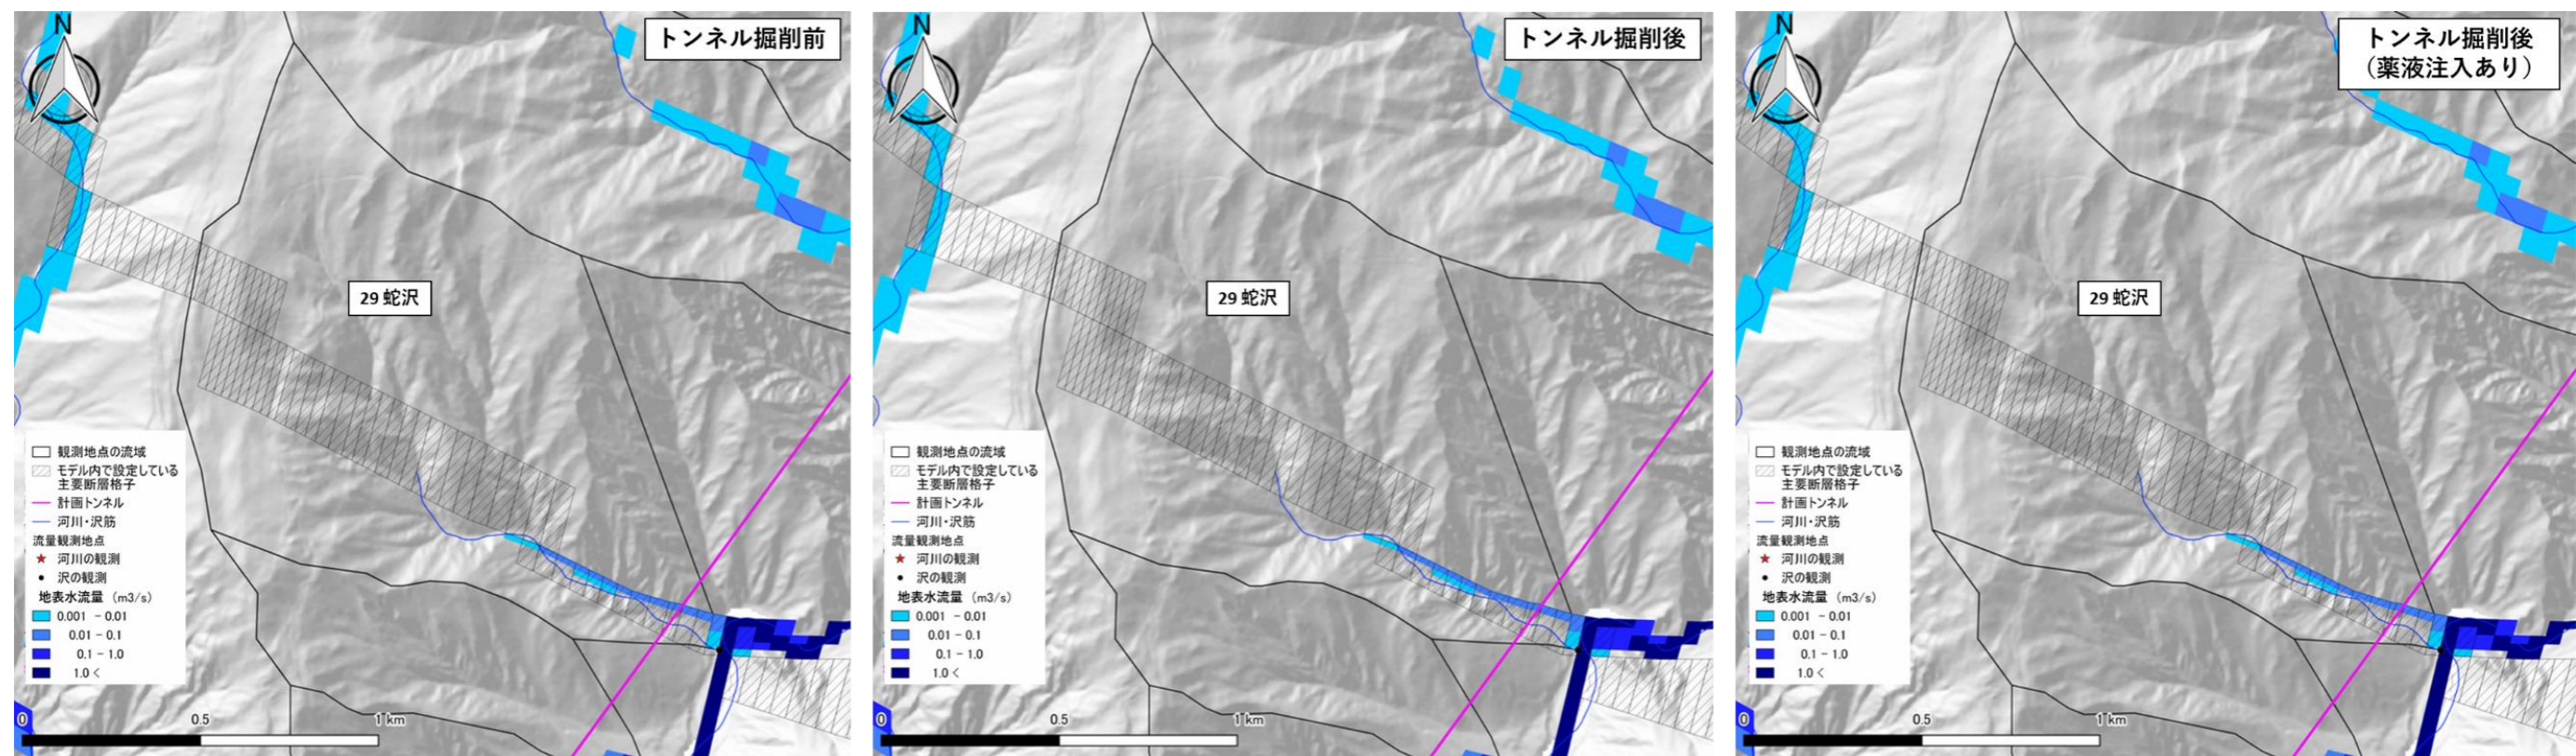 N
トンネル掘削前
29 蛇沢
観測地点の流域
モデル内で設定している
主要断層格子
計画トンネル
河川・沢筋
流量観測地点
河川の観測
沢の観測
地表水流量 (m3/s)
0.001 - 0.01
0.01 - 0.1
0.1 - 1.0
1.0 <
0 0.5 1 km
N
トンネル掘削後
29 蛇沢
観測地点の流域
モデル内で設定している
主要断層格子
計画トンネル
河川・沢筋
流量観測地点
河川の観測
沢の観測
地表水流量 (m3/s)
0.001 - 0.01
0.01 - 0.1
0.1 - 1.0
1.0 <
0 0.5 1 km
N
トンネル掘削後
（薬液注入あり）
29 蛇沢
観測地点の流域
モデル内で設定している
主要断層格子
計画トンネル
河川・沢筋
流量観測地点
河川の観測
沢の観測
地表水流量 (m3/s)
0.001 - 0.01
0.01 - 0.1
0.1 - 1.0
1.0 <
0 0.5 1 km